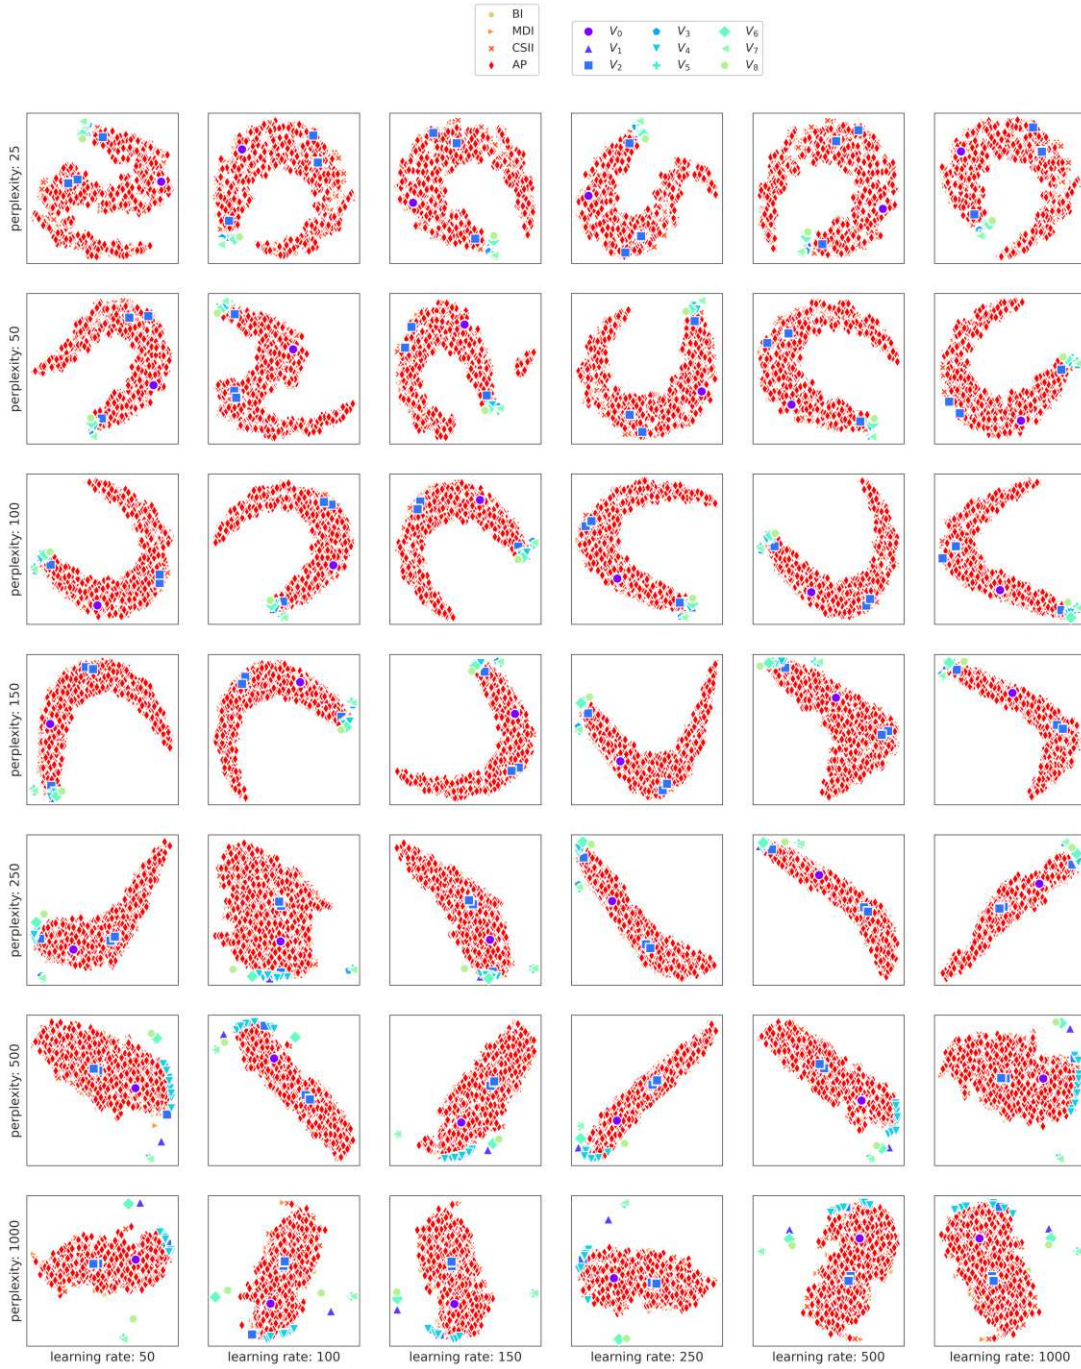 BI
MDI
CSII
AP
V0 V3 V6
V1 V4 V7
V2 V5 V8
perplexity: 25
perplexity: 50
perplexity: 100
perplexity: 150
perplexity: 250
perplexity: 500
perplexity: 1000
learning rate: 50 learning rate: 100 learning rate: 150 learning rate: 250 learning rate: 500 learning rate: 1000